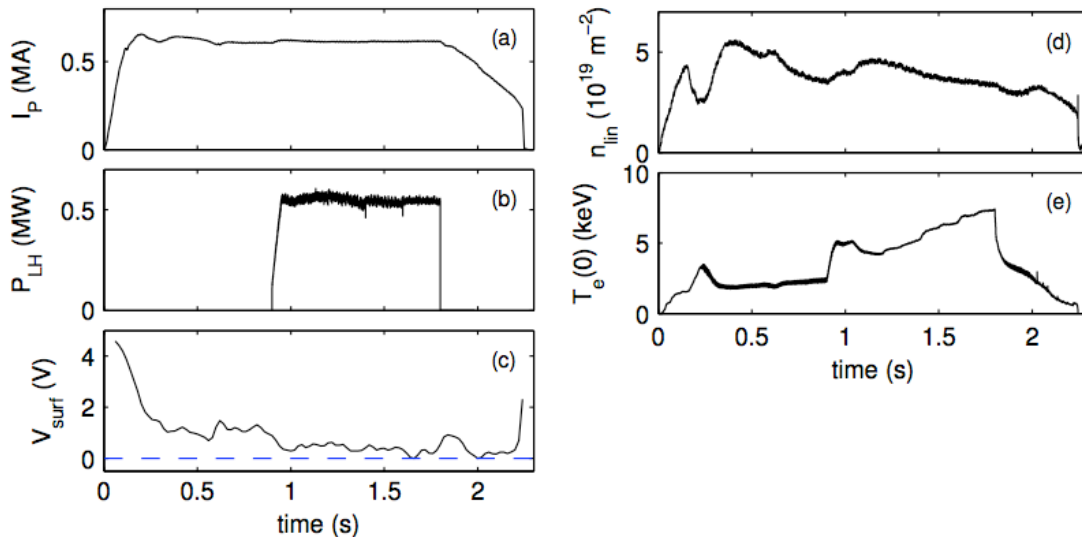 (a)
I_P (MA)
0.5
0
(b)
P_LH (MW)
0.5
0
(c)
V_surf (V)
4
2
0
0 0.5 1 1.5 2
time (s)
(d)
n_lin (10^19 m^-2)
5
0
(e)
T_e(0) (keV)
10
5
0
0 0.5 1 1.5 2
time (s)